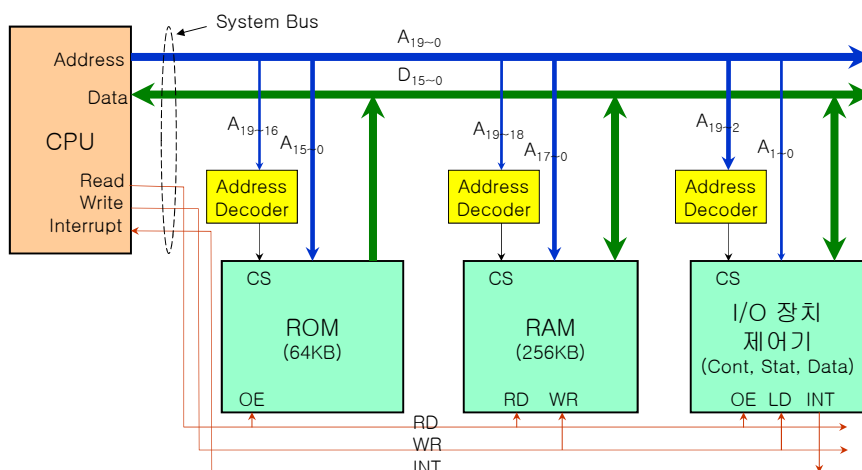 System Bus
A19~0
Address
D15~0
Data
CPU
A19~16
A15~0
A19~18
A17~0
A19~2
A1~0
Read
Write
Interrupt
Address
Decoder
Address
Decoder
Address
Decoder
CS
CS
CS
ROM
(64KB)
RAM
(256KB)
I/O 장치
제어기
(Cont, Stat, Data)
OE
RD WR
OE LD INT
RD
WR
INT